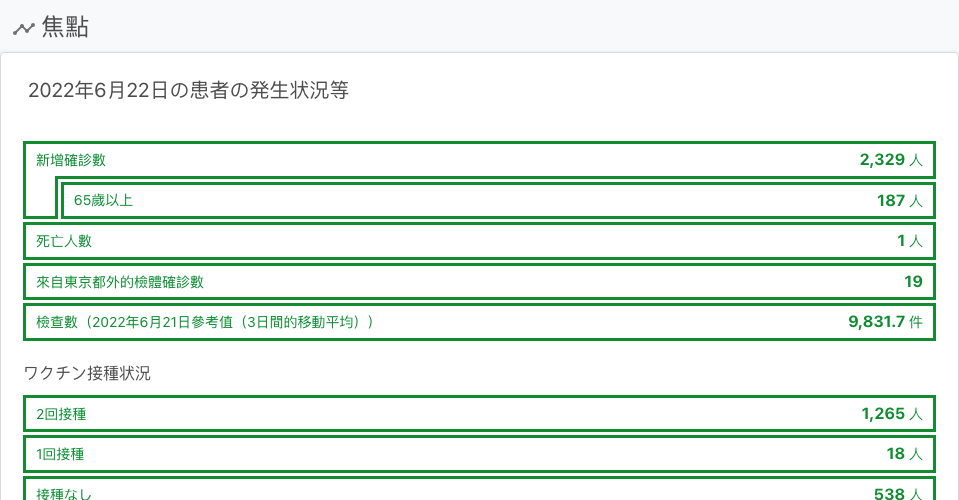 焦點
2022年6月22日の患者の発生状況等
新增確診數 2,329 人
65歲以上 187 人
死亡人數 1 人
來自東京都外的檢體確診數 19
檢查數（2022年6月21日參考值（3日間的移動平均）） 9,831.7 件
ワクチン接種状況
2回接種 1,265 人
1回接種 18 人
接種なし 538 人